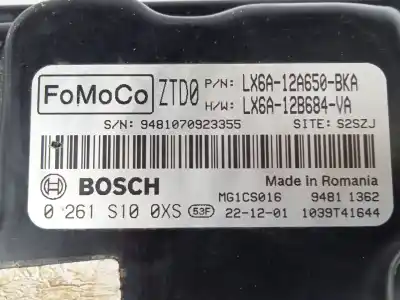 FoMoCo ZTD0 P/N: LX6A-12A650-BKA
H/W: LX6A-12B684-VA
S/N: 9481070923355 SITE: S2SZJ
BOSCH Made in Romania
MG1CS016 9481 1362
0 261 S10 0XS 53F 22-12-01 1039T41644